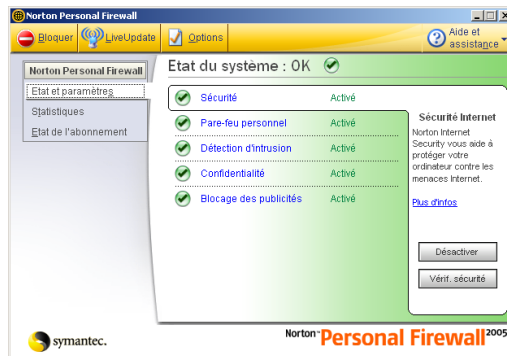 Norton Personal Firewall
Bloquer LiveUpdate Options Aide et assistance
Norton Personal Firewall
Etat et paramètres
Statistiques
Etat de l'abonnement
Etat du système : OK
Sécurité Activé
Pare-feu personnel Activé
Détection d'intrusion Activé
Confidentialité Activé
Blocage des publicités Activé
Sécurité Internet
Norton Internet
Security vous aide à
protéger votre
ordinateur contre les
menaces Internet.
Plus d'infos
Désactiver
Vérif. sécurité
symantec.
Norton™ Personal Firewall 2005